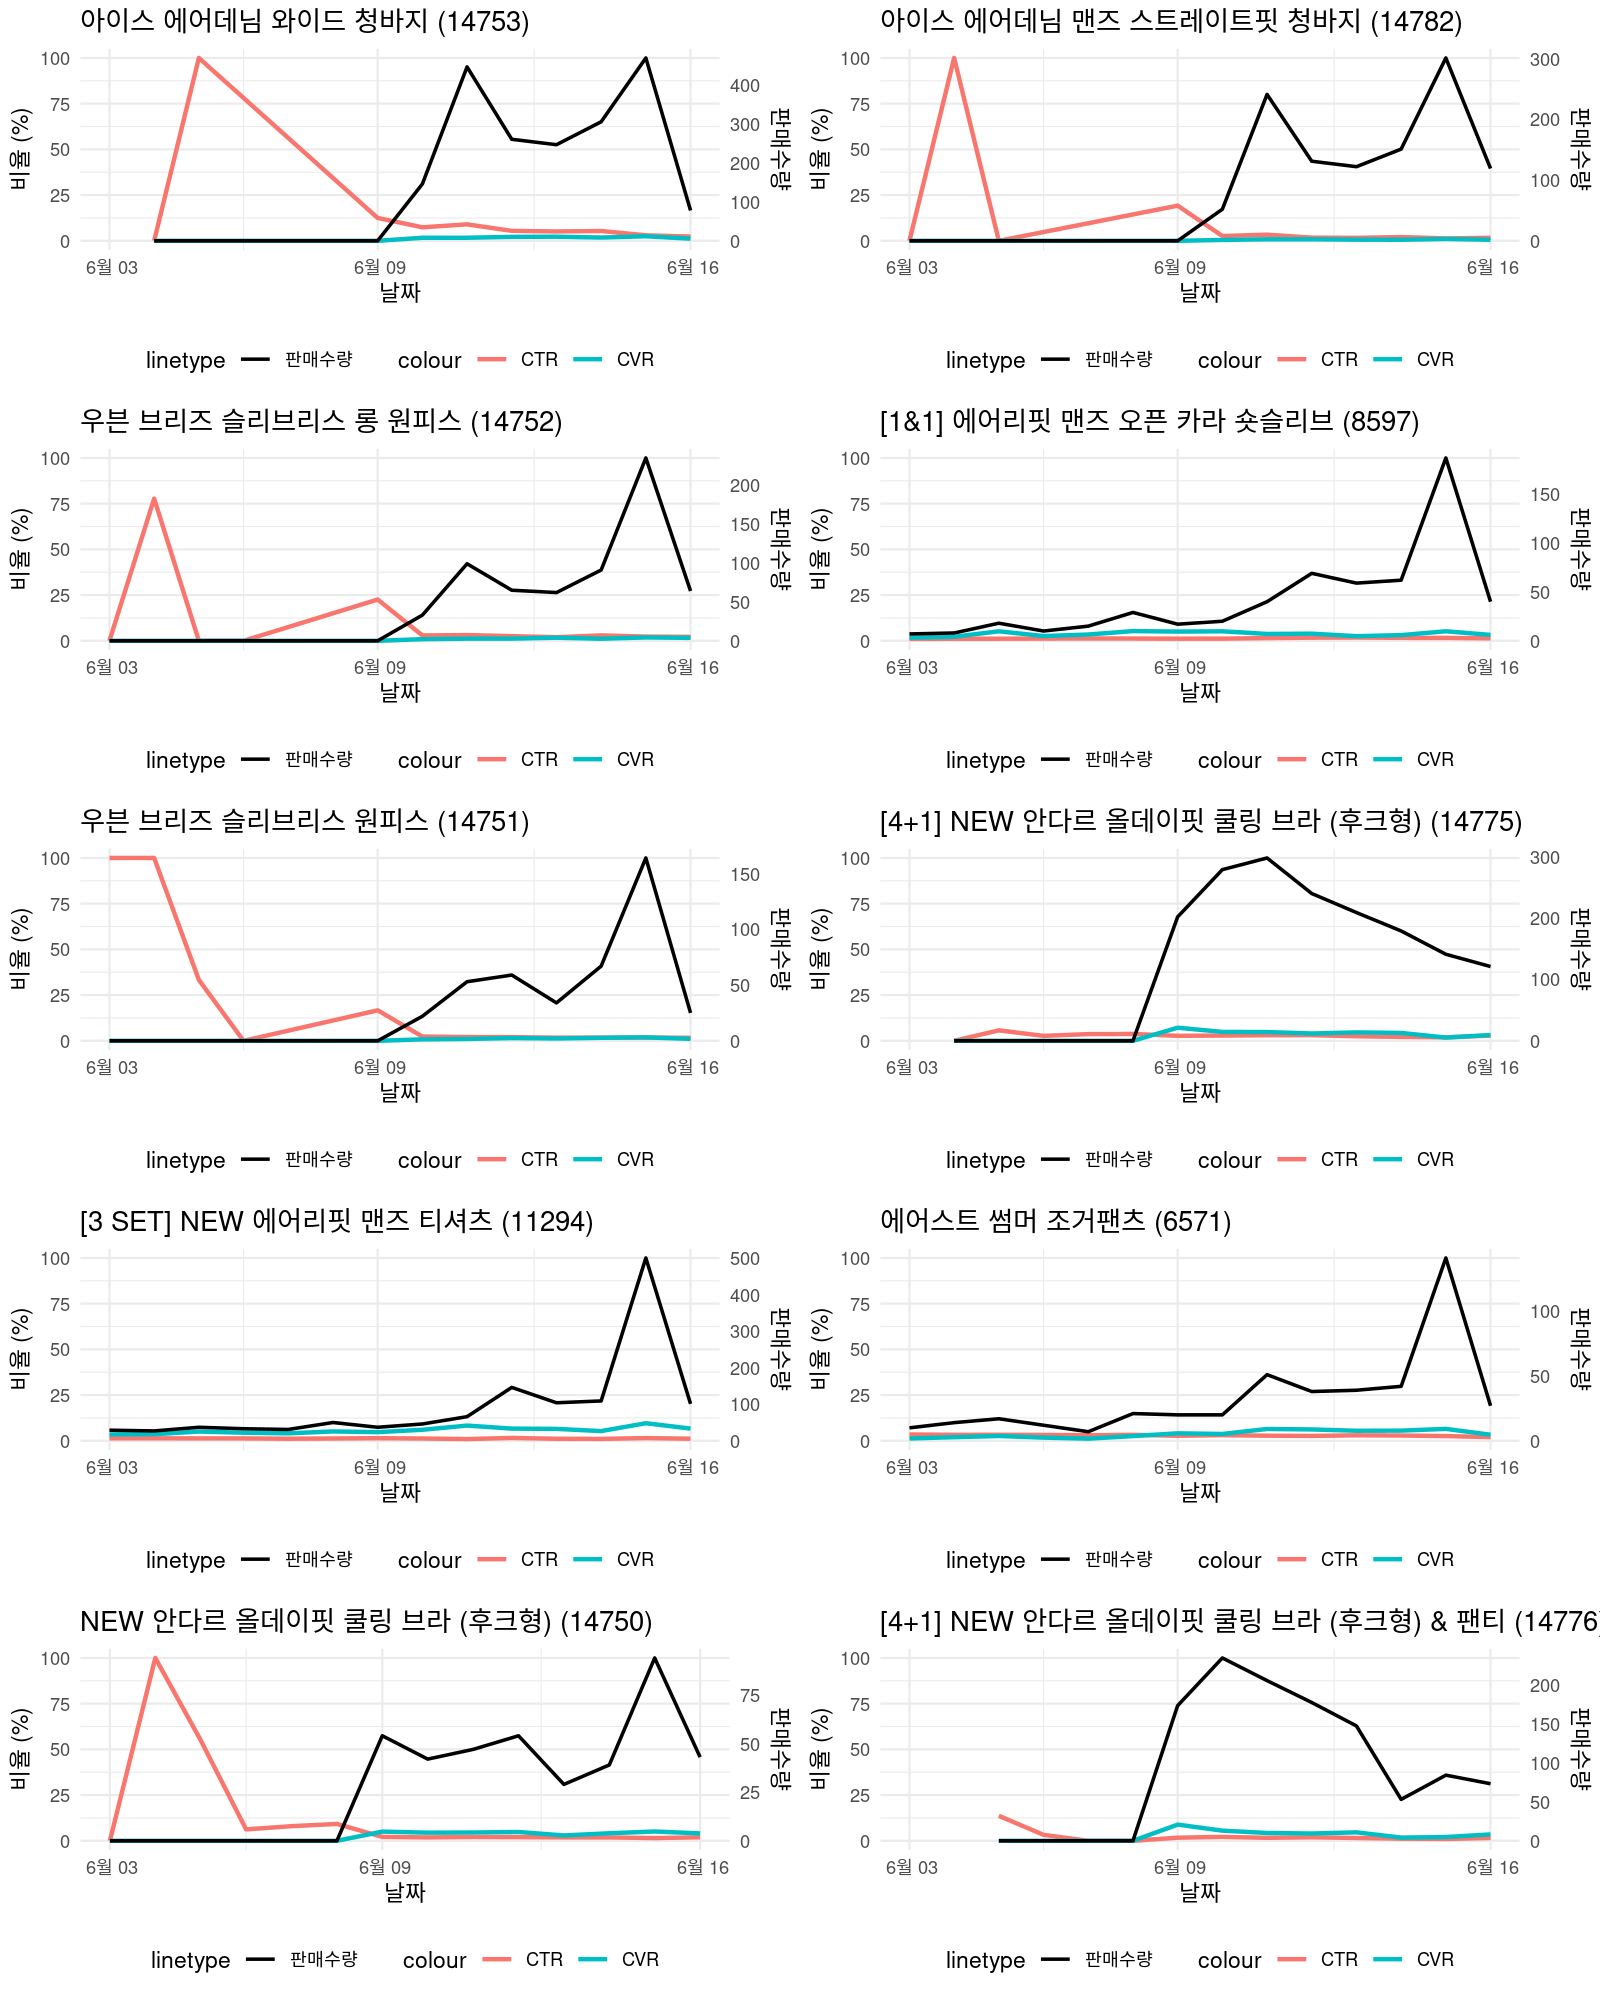 아이스 에어데님 와이드 청바지 (14753)
100
75
50
25
0
비율 (%)
400
300
200
100
0
판매수량
6월 03
6월 09
6월 16
날짜
linetype 판매수량 colour CTR CVR
아이스 에어데님 맨즈 스트레이트핏 청바지 (14782)
100
75
50
25
0
비율 (%)
300
200
100
0
판매수량
6월 03
6월 09
6월 16
날짜
linetype 판매수량 colour CTR CVR
우븐 브리즈 슬리브리스 롱 원피스 (14752)
100
75
50
25
0
비율 (%)
200
150
100
50
0
판매수량
6월 03
6월 09
6월 16
날짜
linetype 판매수량 colour CTR CVR
[1&1] 에어리핏 맨즈 오픈 카라 숏슬리브 (8597)
100
75
50
25
0
비율 (%)
150
100
50
0
판매수량
6월 03
6월 09
6월 16
날짜
linetype 판매수량 colour CTR CVR
우븐 브리즈 슬리브리스 원피스 (14751)
100
75
50
25
0
비율 (%)
150
100
50
0
판매수량
6월 03
6월 09
6월 16
날짜
linetype 판매수량 colour CTR CVR
[4+1] NEW 안다르 올데이핏 쿨링 브라 (후크형) (14775)
100
75
50
25
0
비율 (%)
300
200
100
0
판매수량
6월 03
6월 09
6월 16
날짜
linetype 판매수량 colour CTR CVR
[3 SET] NEW 에어리핏 맨즈 티셔츠 (11294)
100
75
50
25
0
비율 (%)
500
400
300
200
100
0
판매수량
6월 03
6월 09
6월 16
날짜
linetype 판매수량 colour CTR CVR
에어스트 썸머 조거팬츠 (6571)
100
75
50
25
0
비율 (%)
100
50
0
판매수량
6월 03
6월 09
6월 16
날짜
linetype 판매수량 colour CTR CVR
NEW 안다르 올데이핏 쿨링 브라 (후크형) (14750)
100
75
50
25
0
비율 (%)
75
50
25
0
판매수량
6월 03
6월 09
6월 16
날짜
linetype 판매수량 colour CTR CVR
[4+1] NEW 안다르 올데이핏 쿨링 브라 (후크형) & 팬티 (14776)
100
75
50
25
0
비율 (%)
200
150
100
50
0
판매수량
6월 03
6월 09
6월 16
날짜
linetype 판매수량 colour CTR CVR